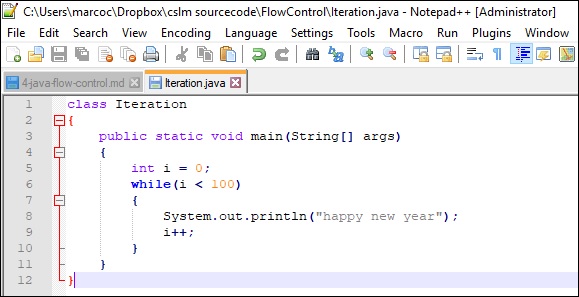 C:\Users\marcoc\Dropbox\cslm sourcecode\FlowControl\Iteration.java - Notepad++ [Administrator]
File Edit Search View Encoding Language Settings Tools Macro Run Plugins Window
4-java-flow-control.md Iteration.java
1 class Iteration
2 {
3 public static void main(String[] args)
4 {
5 int i = 0;
6 while(i < 100)
7 {
8 System.out.println("happy new year");
9 i++;
10 }
11 }
12 }